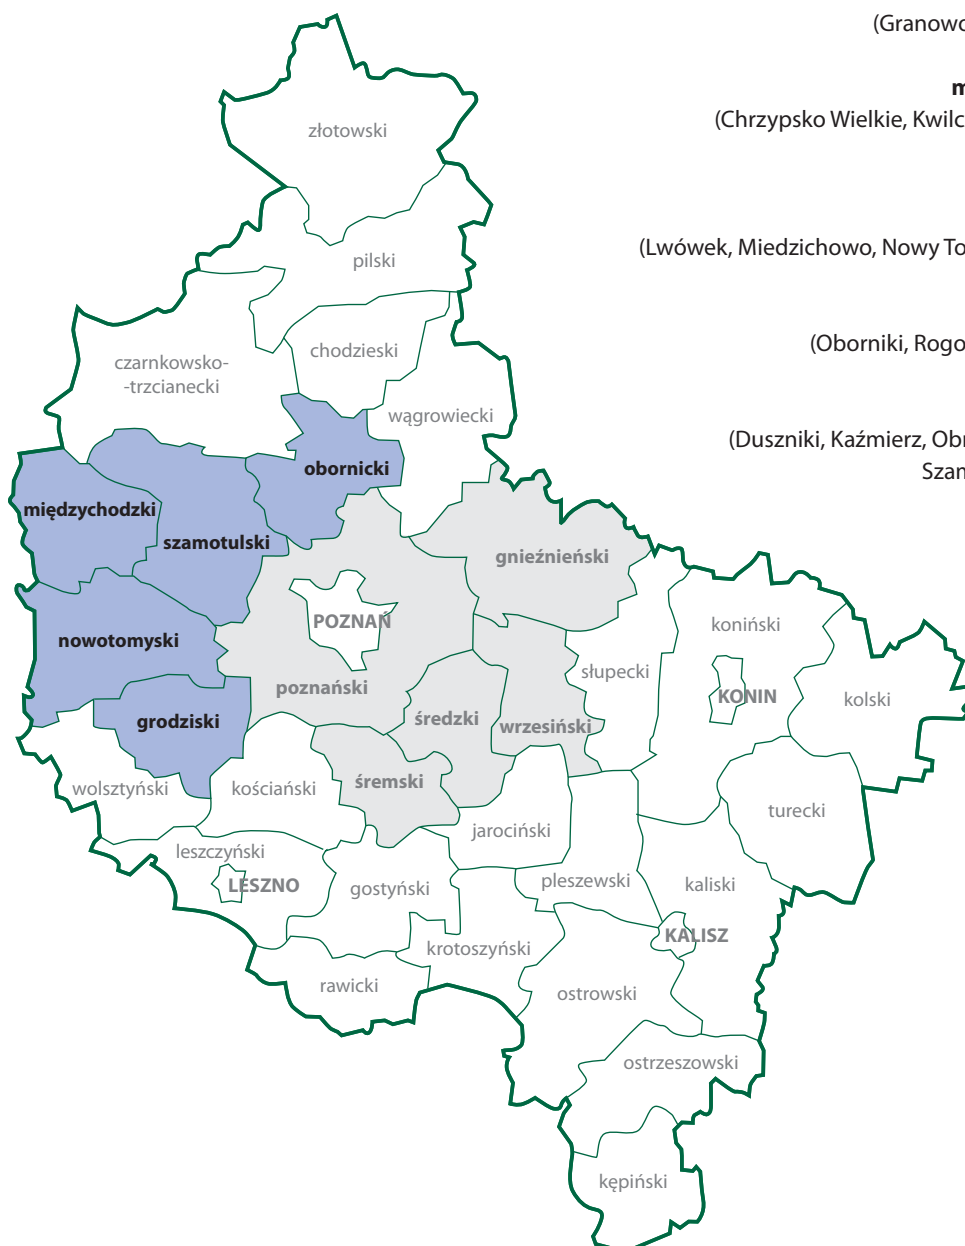 (Granowo
m
(Chrzypsko Wielkie, Kwilc
(Lwówek, Miedzichowo, Nowy To
(Oborniki, Rogo
(Duszniki, Kaźmierz, Obr
Szam
złotowski
pilski
chodzieski
czarnkowsko-
-trzcianecki
wągrowiecki
obornicki
międzychodzki
szamotulski
gnieźnieński
nowotomyski
POZNAŃ
koniński
słupecki
poznański
KONIN
kolski
grodziski
średzki
wrzesiński
wolsztyński
kościański
śremski
turecki
jarociński
leszczyński
LESZNO
gostyński
pleszewski
kaliski
KALISZ
krotoszyński
rawicki
ostrowski
ostrzeszowski
kępiński